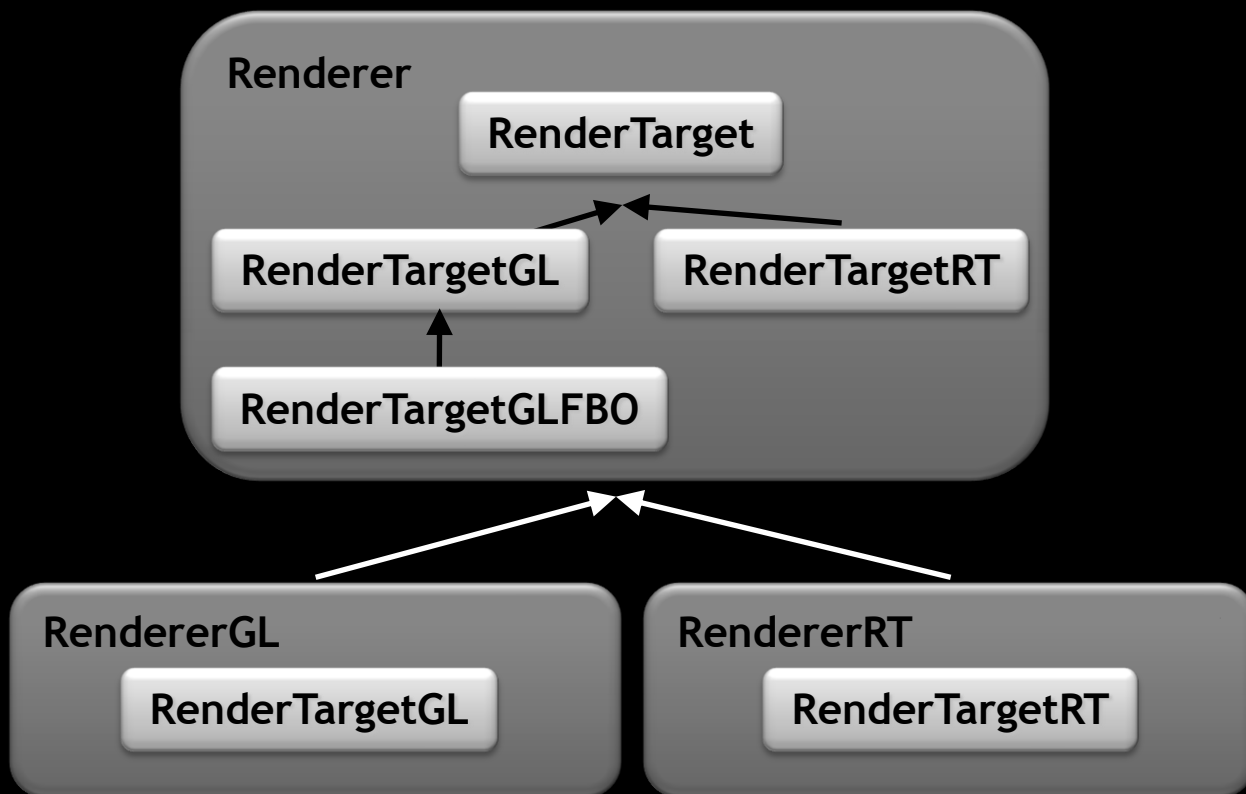 Renderer
RenderTarget
RenderTargetGL
RenderTargetRT
RenderTargetGLFBO
RendererGL
RenderTargetGL
RendererRT
RenderTargetRT